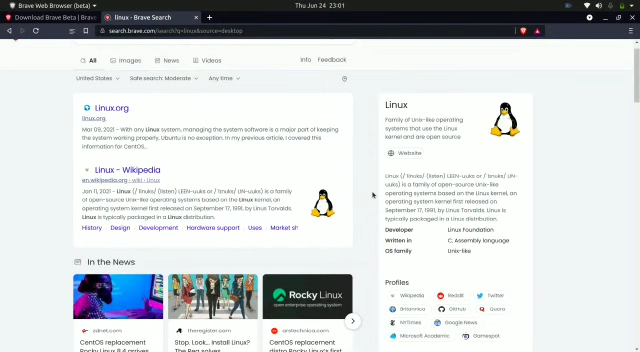 Brave Web Browser (beta)
Thu Jun 24 23:01
Download Brave Beta | Brave
linux - Brave Search
search.brave.com/search?q=linux&source=desktop
All
Images
News
Videos
Info
Feedback
United States
Safe search: Moderate
Any time
Linux.org
linux.org
Mar 09, 2021 - With any Linux system, managing the system software is a major part of keeping
the system working properly. Ubuntu is no exception. In my previous article, I covered this
information for CentOS.
Linux - Wikipedia
en.wikipedia.org › wiki › Linux
Jan 11, 2021 - Linux (/ˈlinuks/ (listen) LEEN-uuks or /ˈlɪnʊks/ LIN-uuks) is a family
of open-source Unix-like operating systems based on the Linux kernel, an
operating system kernel first released on September 17, 1991, by Linus Torvalds.
Linux is typically packaged in a Linux distribution.
History
Design
Development
Hardware support
Uses
Market sh
In the News
Rocky Linux
zdnet.com
theregister.com
arstechnica.com
CentOS replacement
Stop.. Look.. Install Linux?
CentOS replacement
Linux
Family of Unix-like operating
systems that use the Linux
kernel and are open source
Website
Linux (/ˈlinuks/ (listen) LEEN-uuks or /ˈlɪnʊks/ LIN-
uuks) is a family of open-source Unix-like
operating systems based on the Linux kernel, an
operating system kernel first released on
September 17, 1991, by Linus Torvalds. Linux is
typically packaged in a Linux distribution.
Developer
Linux Foundation
Written in
C, Assembly language
OS family
Unix-like
Profiles
Wikipedia
Reddit
Twitter
Britannica
GitHub
Quora
NYTimes
Google News
Microsoft Academic
Gamespot